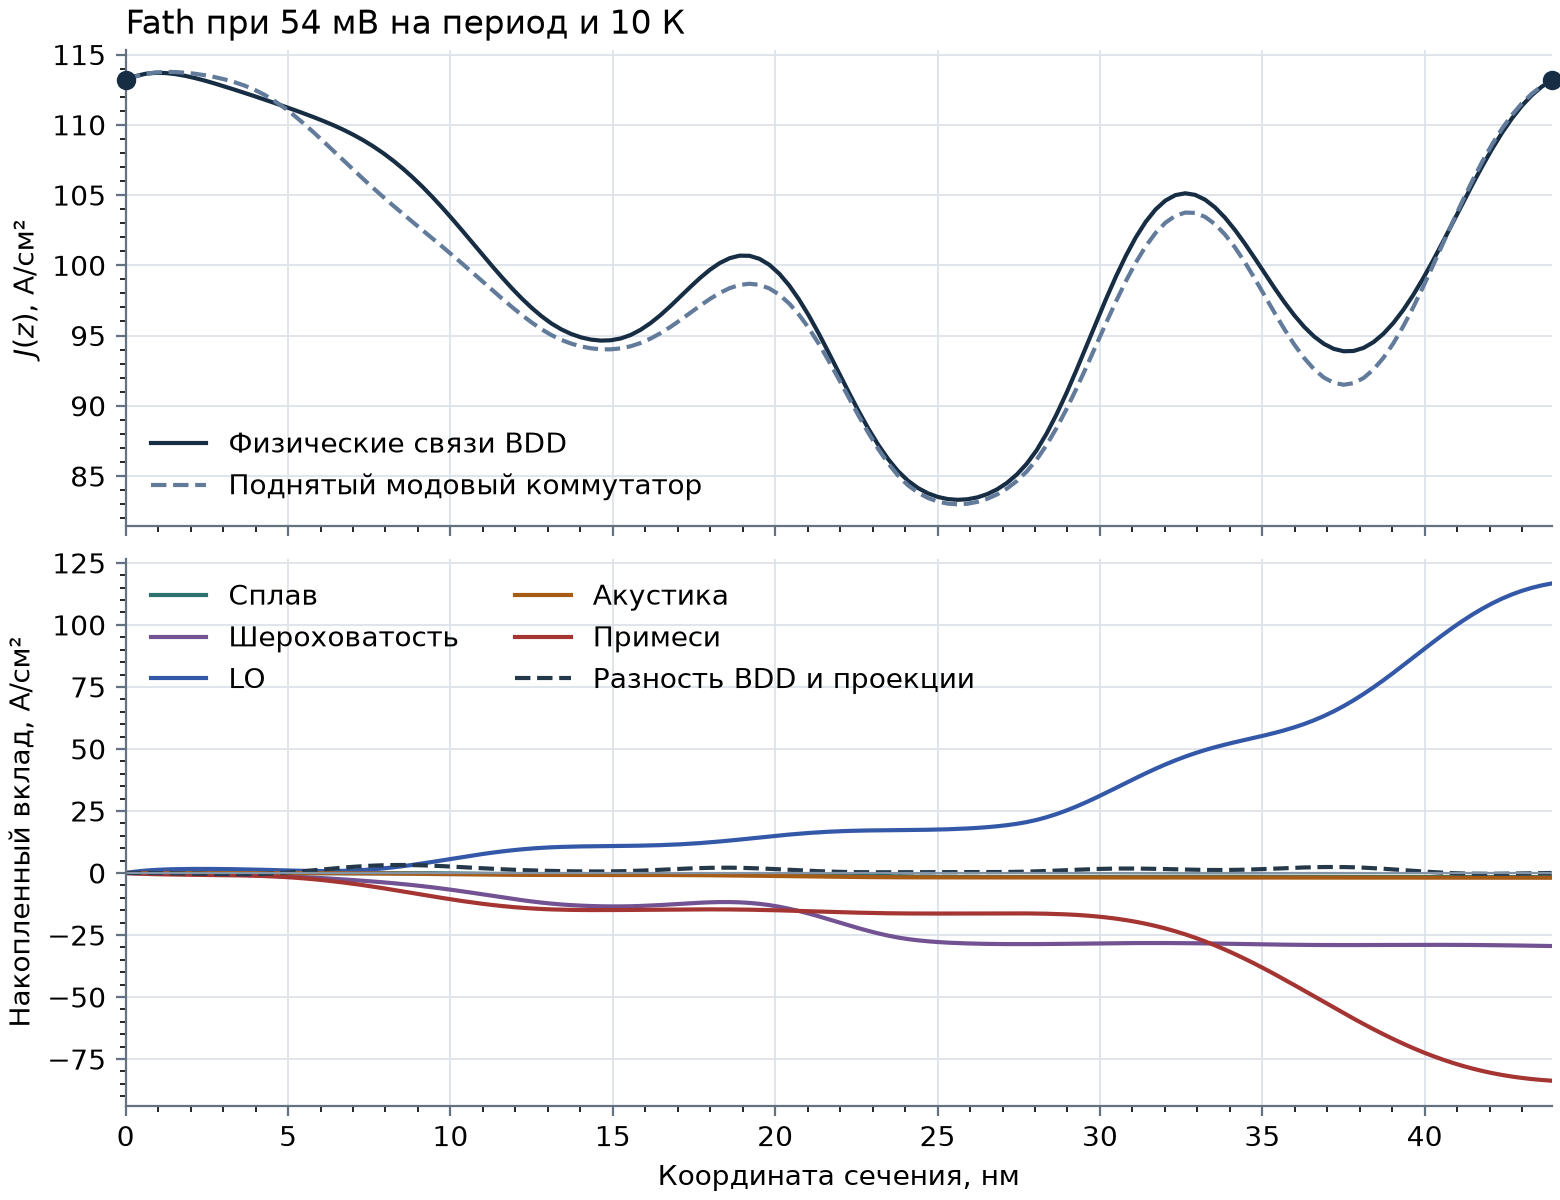 Fath при 54 мВ на период и 10 К
115
110
105
100
95
90
85
J(z), А/см²
Физические связи BDD
Поднятый модовый коммутатор
125
100
75
50
25
0
−25
−50
−75
Накопленный вклад, А/см²
Сплав
Шероховатость
LO
Акустика
Примеси
Разность BDD и проекции
0 5 10 15 20 25 30 35 40
Координата сечения, нм